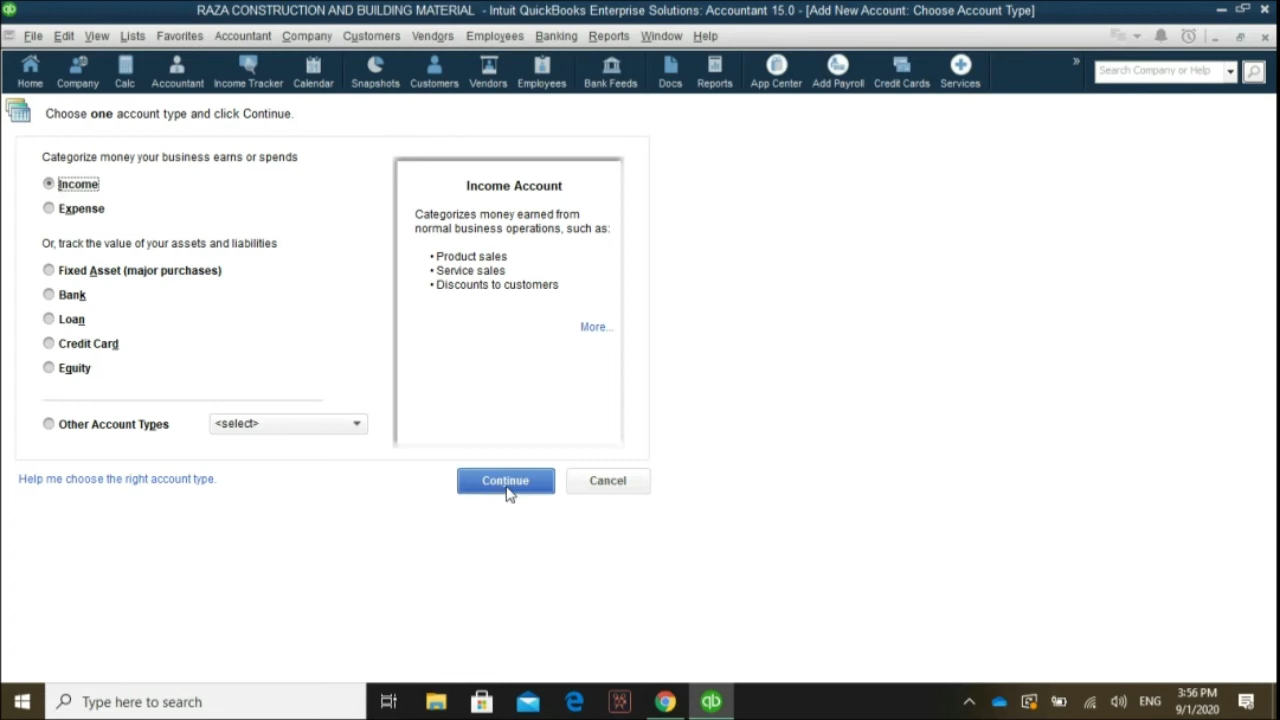 RAZA CONSTRUCTION AND BUILDING MATERIAL - Intuit QuickBooks Enterprise Solutions: Accountant 15.0 - [Add New Account: Choose Account Type]
File Edit View Lists Favorites Accountant Company Customers Vendors Employees Banking Reports Window Help
Home Company Calc Accountant Income Tracker Calendar Snapshots Customers Vendors Employees Bank Feeds Docs Reports App Center Add Payroll Credit Cards Services » Search Company or Help
Choose one account type and click Continue.
Categorize money your business earns or spends
Income
Expense
Or, track the value of your assets and liabilities
Fixed Asset (major purchases)
Bank
Loan
Credit Card
Equity
Other Account Types <select>
Income Account
Categorizes money earned from
normal business operations, such as:
• Product sales
• Service sales
• Discounts to customers
More...
Help me choose the right account type.
Continue Cancel
Type here to search
qb
ENG
3:56 PM
9/1/2020